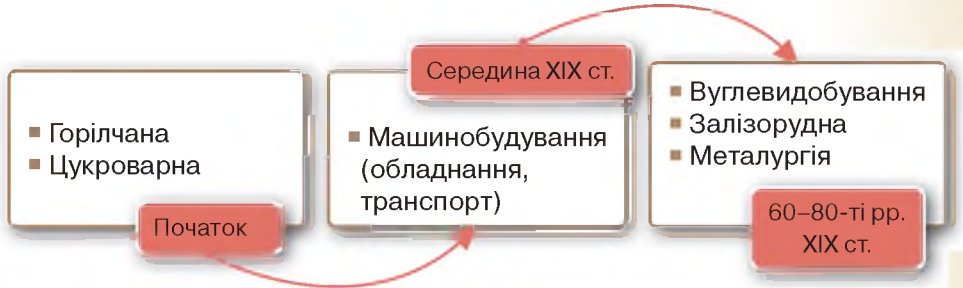 Горілчана
Цукроварна
Початок
Середина XIX ст.
Машинобудування
(обладнання,
транспорт)
Вуглевидобування
Залізорудна
Металургія
60–80-ті рр.
XIX ст.